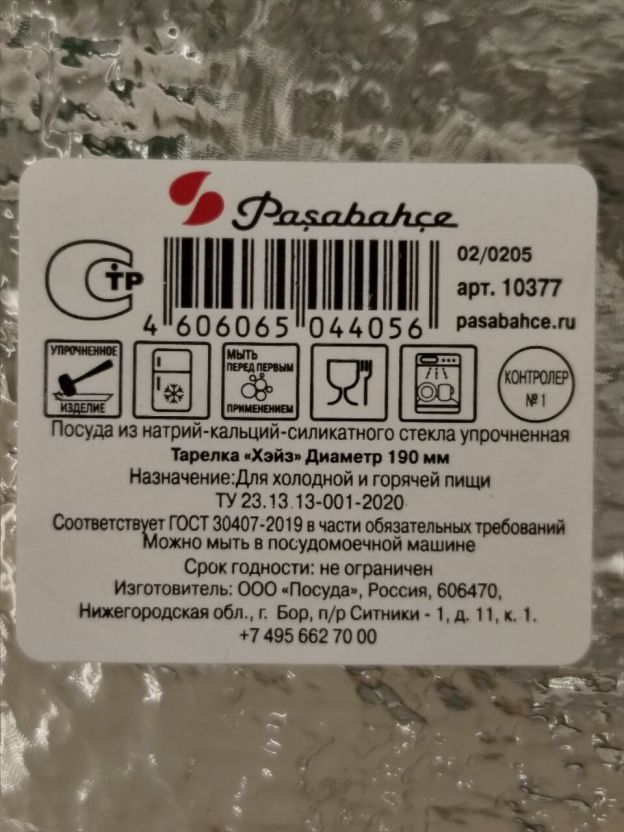 Paşabahçe
02/0205
СТР
арт. 10377
4 606065 044056
pasabahce.ru
УПРОЧНЕННОЕ
ИЗДЕЛИЕ
МЫТЬ
ПЕРЕД ПЕРВЫМ
ПРИМЕНЕНИЕМ
КОНТРОЛЕР
№1
Посуда из натрий-кальций-силикатного стекла упрочненная
Тарелка «Хэйз» Диаметр 190 мм
Назначение:Для холодной и горячей пищи
ТУ 23.13.13-001-2020
Соответствует ГОСТ 30407-2019 в части обязательных требований
Можно мыть в посудомоечной машине
Срок годности: не ограничен
Изготовитель: ООО «Посуда», Россия, 606470,
Нижегородская обл., г. Бор, п/р Ситники - 1, д. 11, к. 1.
+7 495 662 70 00